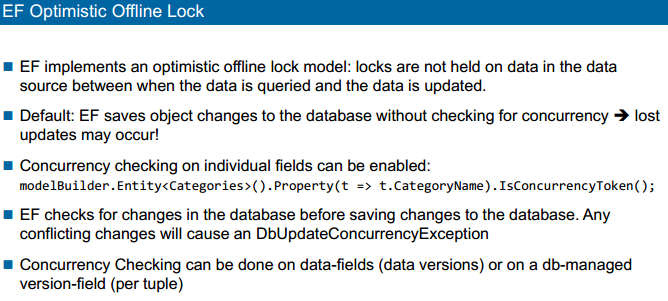 EF Optimistic Offline Lock
■ EF implements an optimistic offline lock model: locks are not held on data in the data
source between when the data is queried and the data is updated.
■ Default: EF saves object changes to the database without checking for concurrency ➔ lost
updates may occur!
■ Concurrency checking on individual fields can be enabled:
modelBuilder.Entity<Categories>().Property(t => t.CategoryName).IsConcurrencyToken();
■ EF checks for changes in the database before saving changes to the database. Any
conflicting changes will cause an DbUpdateConcurrencyException
■ Concurrency Checking can be done on data-fields (data versions) or on a db-managed
version-field (per tuple)